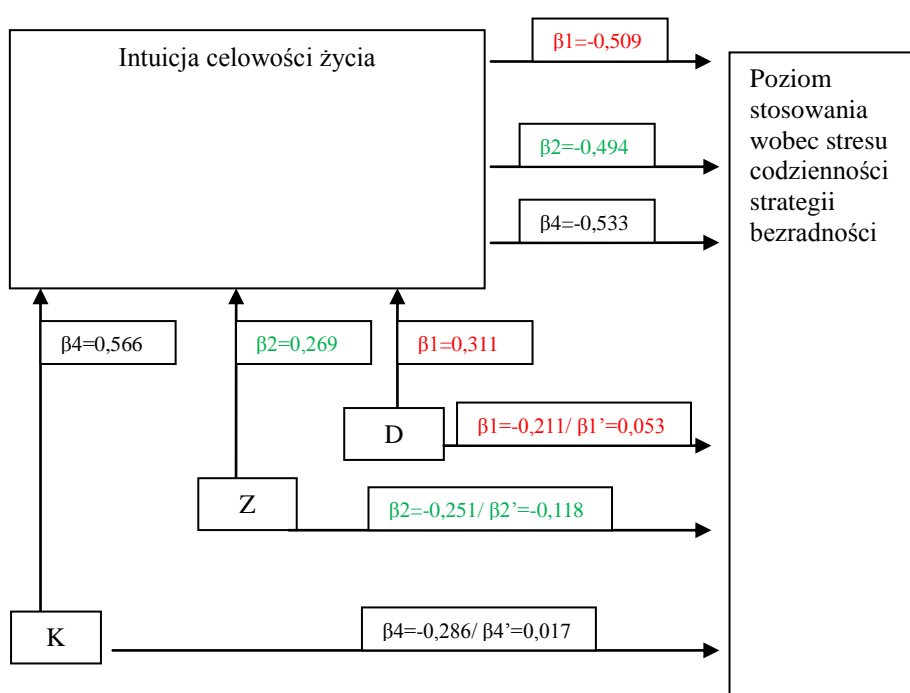 Intuicja celowości życia
β1=-0,509
β2=-0,494
β4=-0,533
Poziom
stosowania
wobec stresu
codzienności
strategii
bezradności
β4=0,566
β2=0,269
β1=0,311
D
β1=-0,211/ β1’=0,053
Z
β2=-0,251/ β2’=-0,118
K
β4=-0,286/ β4’=0,017